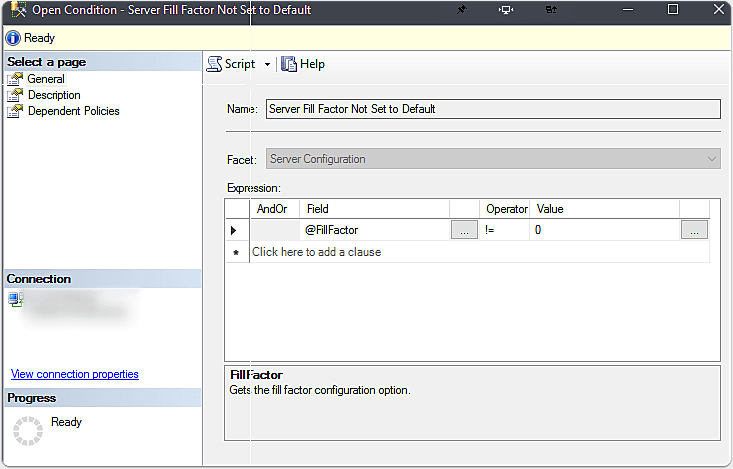 Open Condition - Server Fill Factor Not Set to Default
Ready
Select a page
General
Description
Dependent Policies
Script
Help
Name:
Server Fill Factor Not Set to Default
Facet:
Server Configuration
Expression:
AndOr Field Operator Value
@FillFactor ... != 0 ...
* Click here to add a clause
Connection
View connection properties
Progress
Ready
FillFactor
Gets the fill factor configuration option.